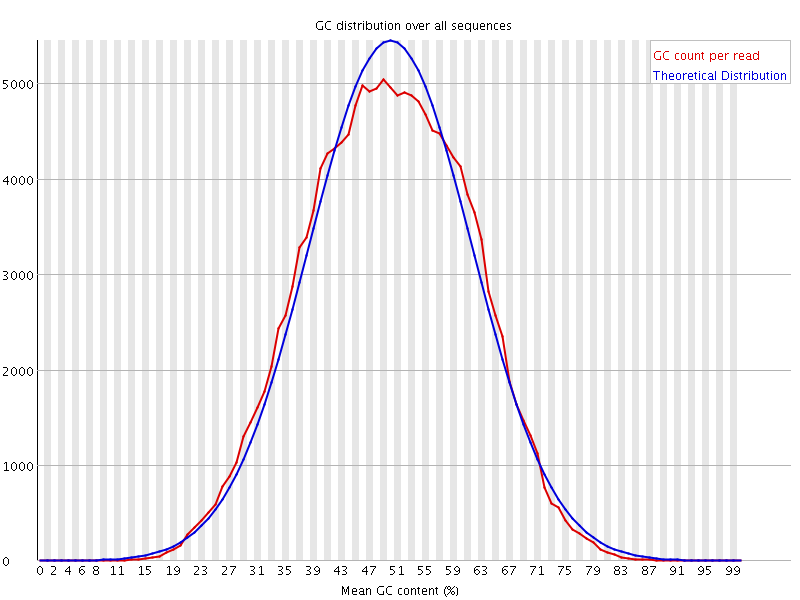 GC distribution over all sequences
GC count per read
Theoretical Distribution
5000
4000
3000
2000
1000
0
0 2 4 6 8 11 15 19 23 27 31 35 39 43 47 51 55 59 63 67 71 75 79 83 87 91 95 99
Mean GC content (%)